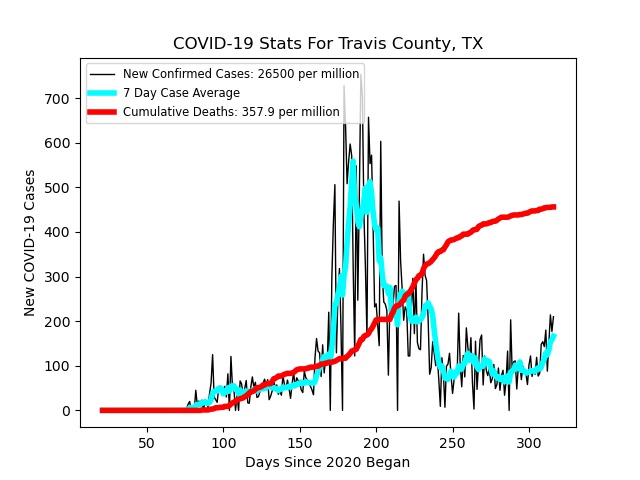 COVID-19 Stats For Travis County, TX
New Confirmed Cases: 26500 per million
7 Day Case Average
Cumulative Deaths: 357.9 per million
New COVID-19 Cases
700
600
500
400
300
200
100
0
50 100 150 200 250 300
Days Since 2020 Began